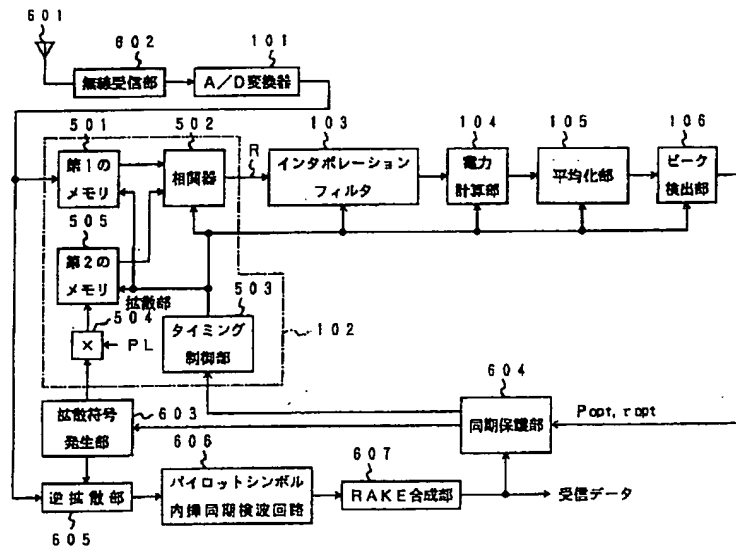 601
602
101
無線受信部
A/D変換器
501
502
103
104
105
106
R
第1の
メモリ
相関器
インタポレーション
フィルタ
電力
計算部
平均化部
ピーク
検出部
505
第2の
メモリ
拡散部
503
504
×
PL
タイミング
制御部
102
603
604
拡散符号
発生部
同期保護部
Popt, ropt
606
607
逆拡散部
パイロットシンボル
内挿同期検波回路
RAKE合成部
受信データ
605